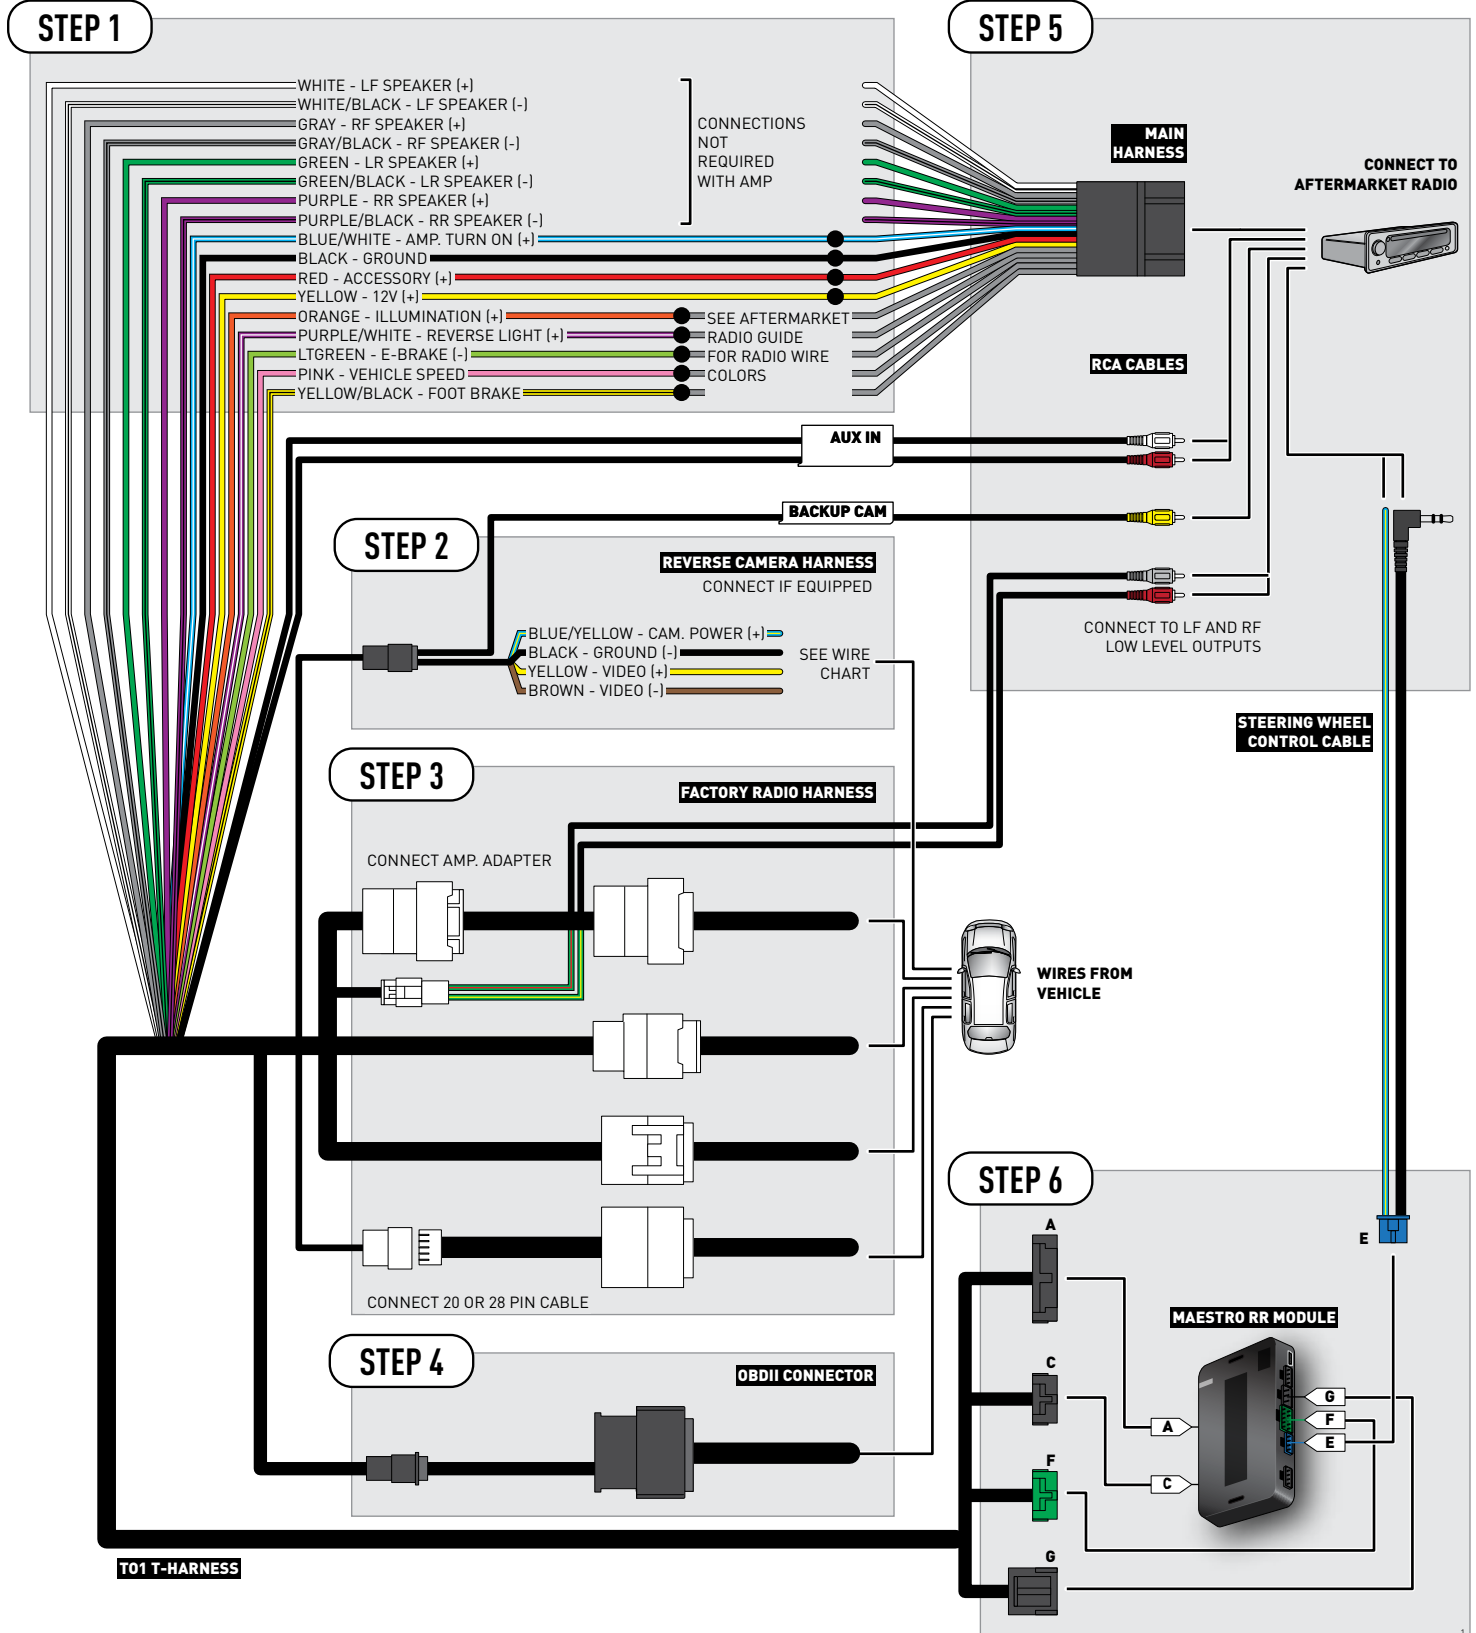 STEP 1
WHITE - LF SPEAKER (+)
WHITE/BLACK - LF SPEAKER (-)
GRAY - RF SPEAKER (+)
GRAY/BLACK - RF SPEAKER (-)
GREEN - LR SPEAKER (+)
GREEN/BLACK - LR SPEAKER (-)
PURPLE - RR SPEAKER (+)
PURPLE/BLACK - RR SPEAKER (-)
BLUE/WHITE - AMP. TURN ON (+)
BLACK - GROUND
RED - ACCESSORY (+)
YELLOW - 12V (+)
ORANGE - ILLUMINATION (+)
PURPLE/WHITE - REVERSE LIGHT (+)
LTGREEN - E-BRAKE (-)
PINK - VEHICLE SPEED
YELLOW/BLACK - FOOT BRAKE
CONNECTIONS
NOT
REQUIRED
WITH AMP
SEE AFTERMARKET
RADIO GUIDE
FOR RADIO WIRE
COLORS
STEP 5
MAIN
HARNESS
CONNECT TO
AFTERMARKET RADIO
RCA CABLES
AUX IN
BACKUP CAM
CONNECT TO LF AND RF
LOW LEVEL OUTPUTS
STEERING WHEEL
CONTROL CABLE
STEP 2
REVERSE CAMERA HARNESS
CONNECT IF EQUIPPED
BLUE/YELLOW - CAM. POWER (+)
BLACK - GROUND (-)
YELLOW - VIDEO (+)
BROWN - VIDEO (-)
SEE WIRE
CHART
STEP 3
FACTORY RADIO HARNESS
CONNECT AMP. ADAPTER
WIRES FROM
VEHICLE
CONNECT 20 OR 28 PIN CABLE
STEP 4
OBDII CONNECTOR
T01 T-HARNESS
STEP 6
A
E
MAESTRO RR MODULE
C
G
F
E
A
C
F
G
1